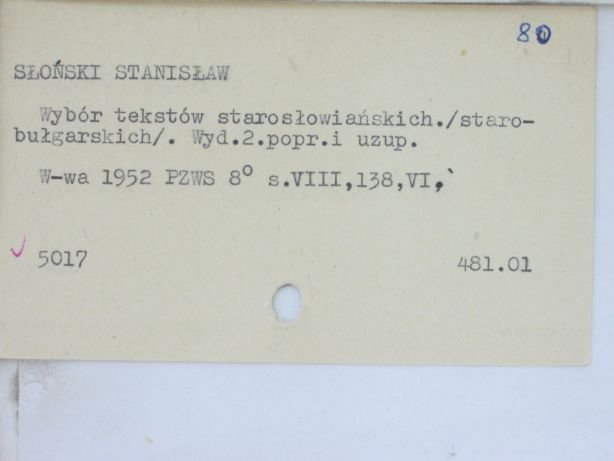 80
SŁOŃSKI STANISŁAW
Wybór tekstów starosłowiańskich./staro-
bułgarskich/. Wyd.2.popr.i uzup.
W-wa 1952 PZWS 8° s.VIII,138,VI,
5017 481.01